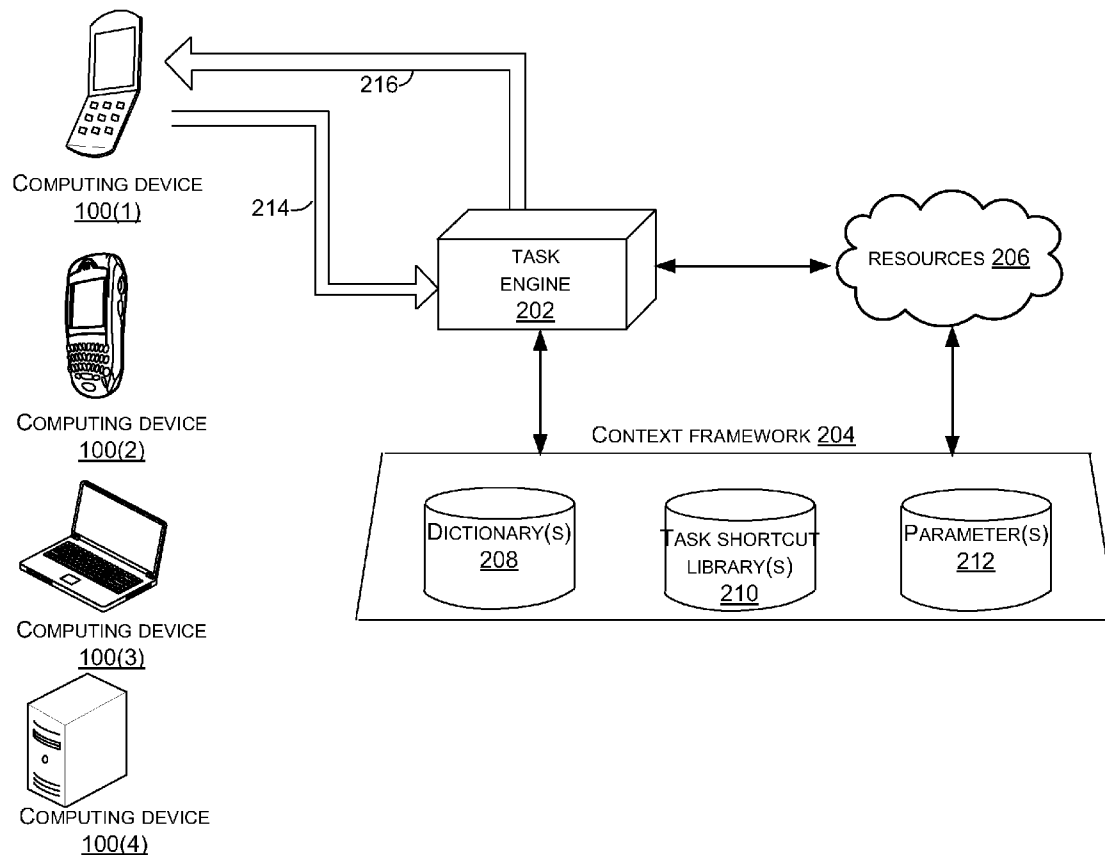 216
COMPUTING DEVICE
100(1)
214
TASK
ENGINE
202
RESOURCES 206
COMPUTING DEVICE
100(2)
CONTEXT FRAMEWORK 204
DICTIONARY(S)
208
TASK SHORTCUT
LIBRARY(S)
210
PARAMETER(S)
212
COMPUTING DEVICE
100(3)
COMPUTING DEVICE
100(4)